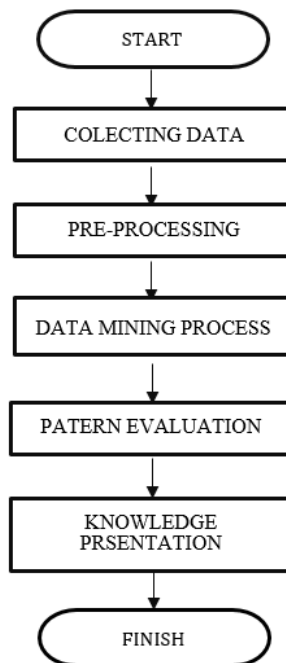 START
COLECTING DATA
PRE-PROCESSING
DATA MINING PROCESS
PATERN EVALUATION
KNOWLEDGE
PRSENTATION
FINISH